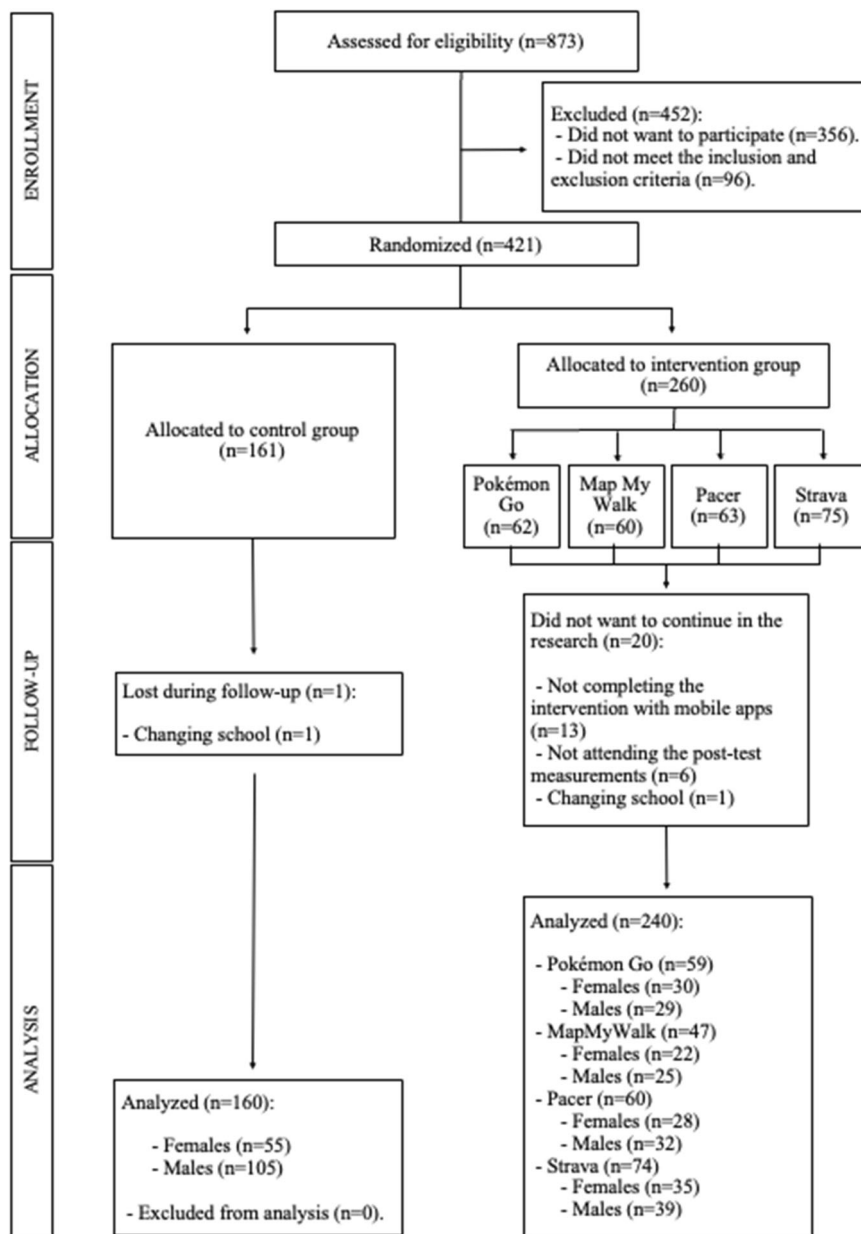 ENROLLMENT
Assessed for eligibility (n=873)
Excluded (n=452):
- Did not want to participate (n=356).
- Did not meet the inclusion and
exclusion criteria (n=96).
Randomized (n=421)
ALLOCATION
Allocated to control group
(n=161)
Allocated to intervention group
(n=260)
Pokémon
Go
(n=62)
Map My
Walk
(n=60)
Pacer
(n=63)
Strava
(n=75)
FOLLOW-UP
Lost during follow-up (n=1):
- Changing school (n=1)
Did not want to continue in the
research (n=20):
- Not completing the
intervention with mobile apps
(n=13)
- Not attending the post-test
measurements (n=6)
- Changing school (n=1)
ANALYSIS
Analyzed (n=160):
- Females (n=55)
- Males (n=105)
- Excluded from analysis (n=0).
Analyzed (n=240):
- Pokémon Go (n=59)
- Females (n=30)
- Males (n=29)
- MapMyWalk (n=47)
- Females (n=22)
- Males (n=25)
- Pacer (n=60)
- Females (n=28)
- Males (n=32)
- Strava (n=74)
- Females (n=35)
- Males (n=39)